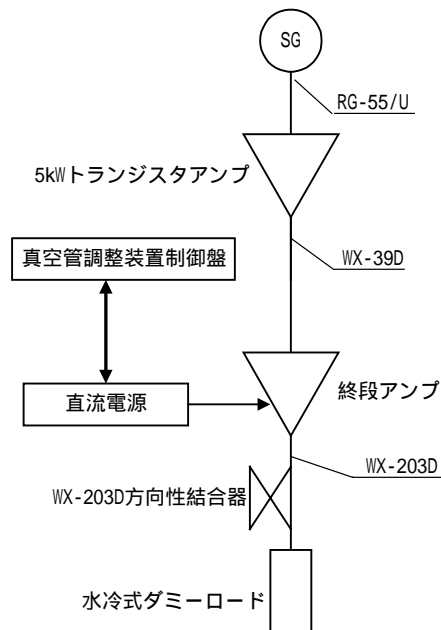 SG
RG-55/U
5kWトランジスタアンプ
WX-39D
真空管調整装置制御盤
直流電源
終段アンプ
WX-203D
WX-203D方向性結合器
水冷式ダミーロード